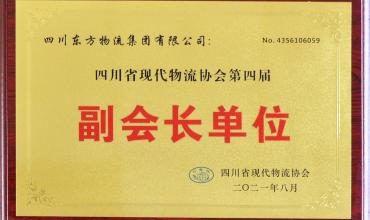 四川东方物流集团有限公司:
No. 4356106059
四川省现代物流协会第四届
副会长单位
四川省现代物流协会
二〇二一年八月